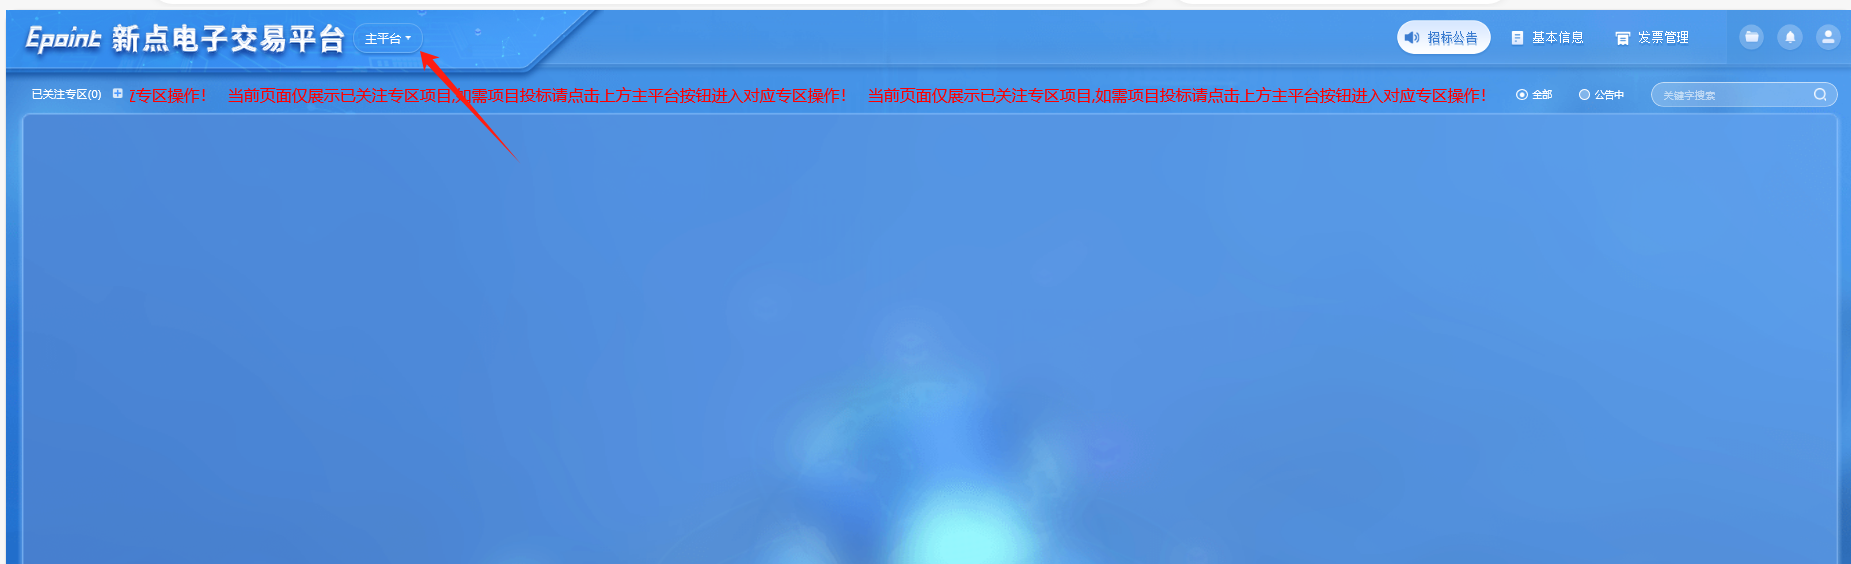 Epoint 新点电子交易平台 主平台 招标公告 基本信息 发票管理
已关注专区(0) 专区操作！ 当前页面仅展示已关注专区项目,如需项目投标请点击上方主平台按钮进入对应专区操作！ 当前页面仅展示已关注专区项目,如需项目投标请点击上方主平台按钮进入对应专区操作！ 全部 公告中 关键字搜索